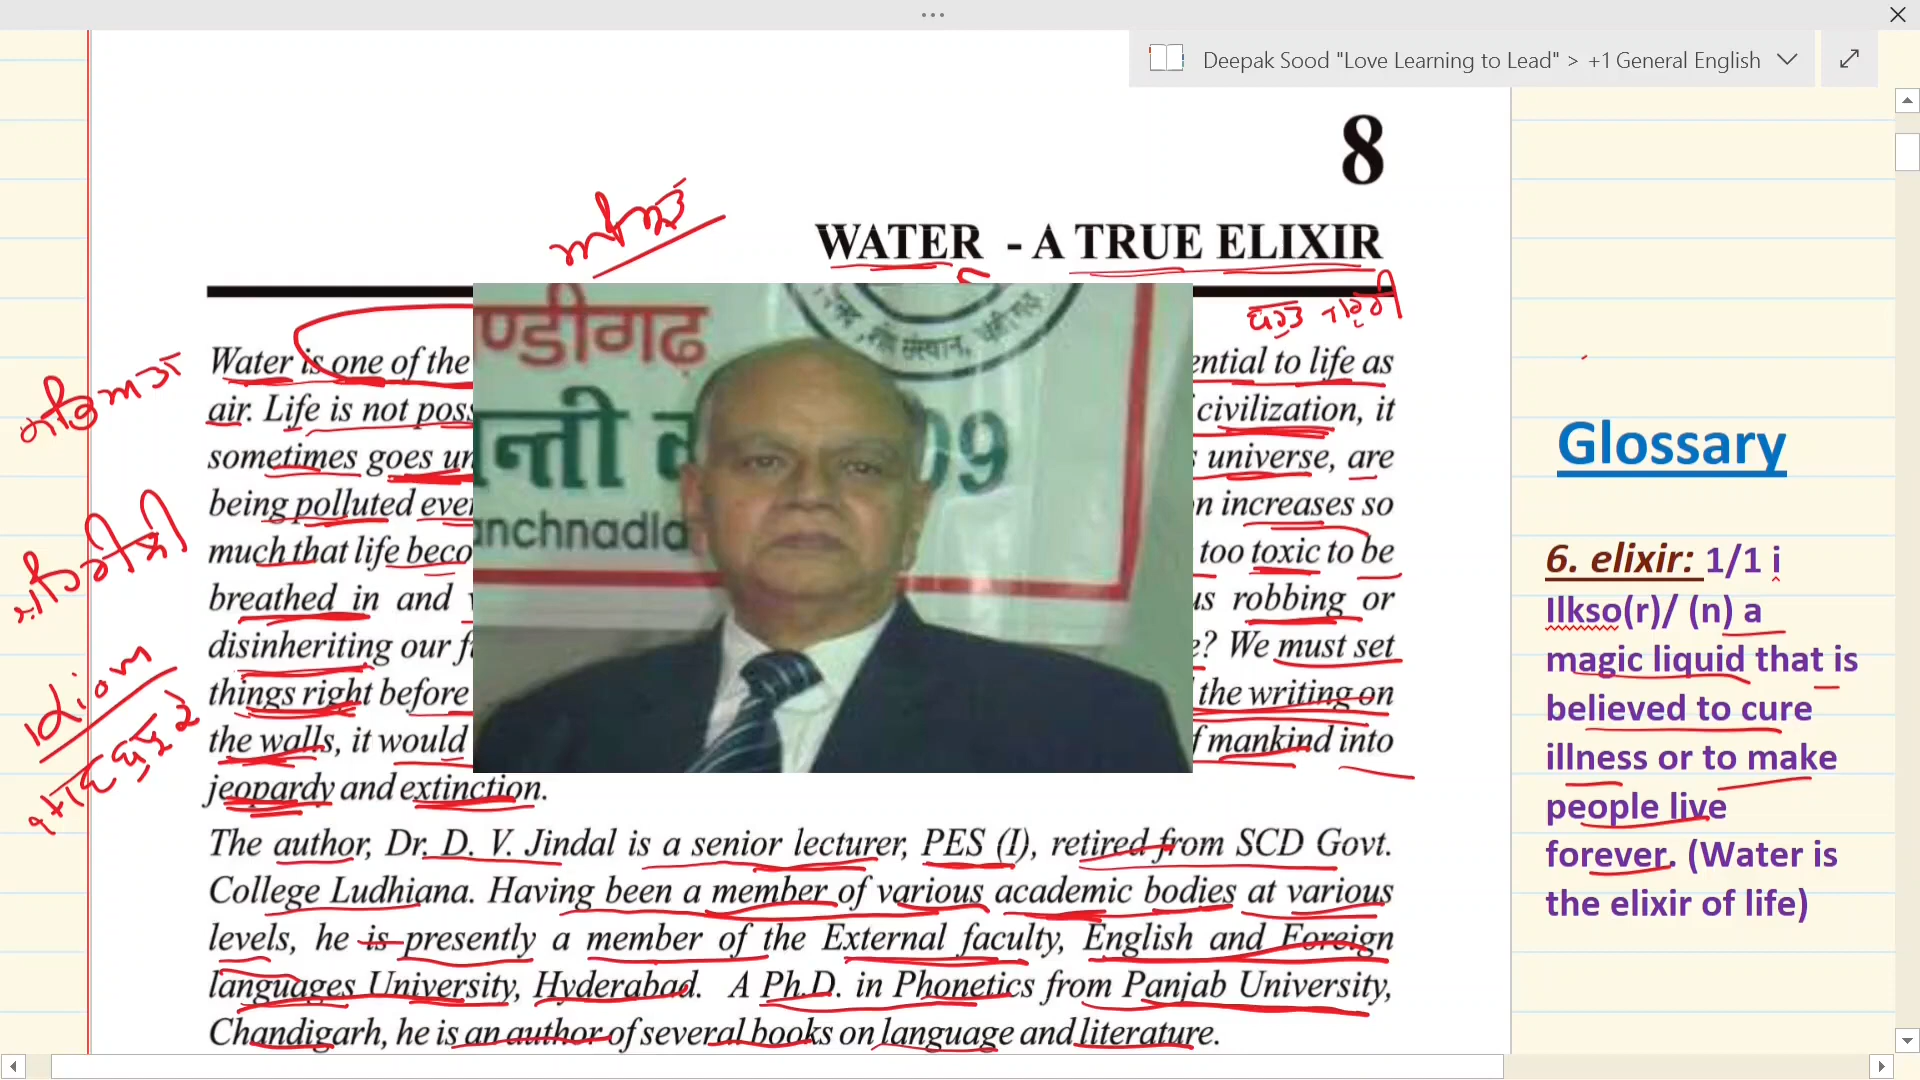 Deepak Sood "Love Learning to Lead" > +1 General English
8
WATER - A TRUE ELIXIR
Water is one of the
ential to life as
air. Life is not poss
civilization, it
sometimes goes un
universe, are
being polluted ever
n increases so
much that life beco
too toxic to be
breathed in and
us robbing or
disinheriting our f
e? We must set
things right before
the writing on
the walls, it would
f mankind into
jeopardy and extinction.
The author, Dr. D. V. Jindal is a senior lecturer, PES (I), retired from SCD Govt.
College Ludhiana. Having been a member of various academic bodies at various
levels, he is presently a member of the External faculty, English and Foreign
languages University, Hyderabad. A Ph.D. in Phonetics from Panjab University,
Chandigarh, he is an author of several books on language and literature.
ण्डीगढ़
न्ती
09
anchnadla
Idiom
Glossary
6. elixir: 1/1 i
Ilkso(r)/ (n) a
magic liquid that is
believed to cure
illness or to make
people live
forever. (Water is
the elixir of life)